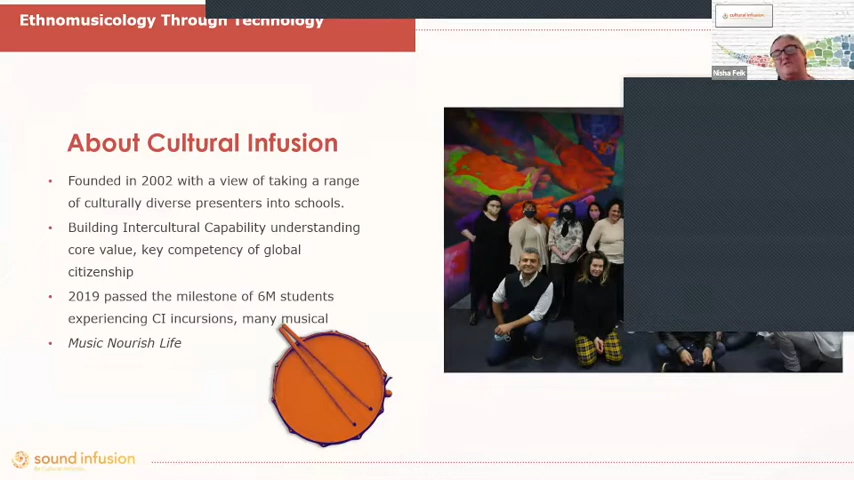 Ethnomusicology Through Technology
cultural infusion
Nisha Feik
About Cultural Infusion
• Founded in 2002 with a view of taking a range
of culturally diverse presenters into schools.
• Building Intercultural Capability understanding
core value, key competency of global
citizenship
• 2019 passed the milestone of 6M students
experiencing CI incursions, many musical
• Music Nourish Life
sound infusion